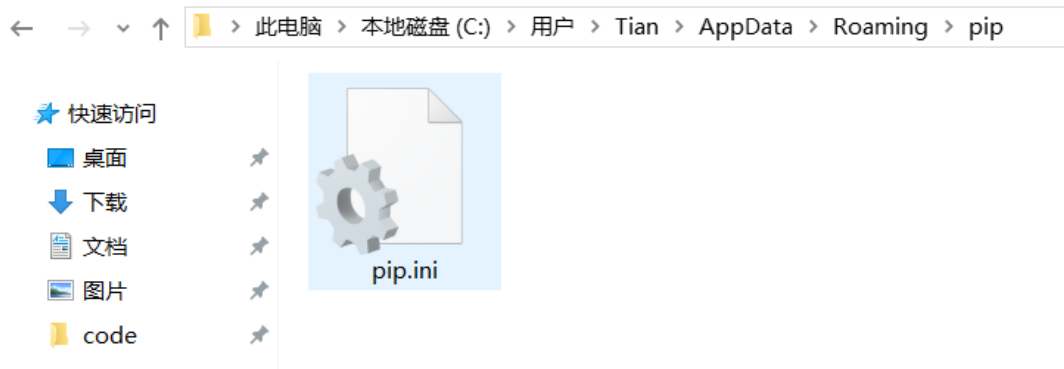 此电脑 > 本地磁盘 (C:) > 用户 > Tian > AppData > Roaming > pip
快速访问
桌面
下载
文档
图片
code
pip.ini